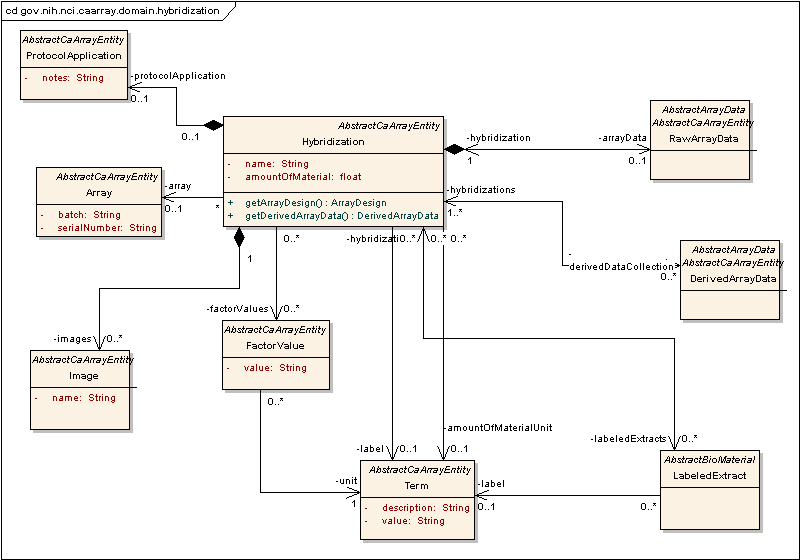 cd gov.nih.nci.caarray.domain.hybridization
AbstractCaArrayEntity
ProtocolApplication
- notes: String
-protocolApplication
0..1
0..1
AbstractCaArrayEntity
Hybridization
- name: String
- amountOfMaterial: float
+ getArrayDesign() : ArrayDesign
+ getDerivedArrayData() : DerivedArrayData
-hybridization
1
-arrayData
0..1
AbstractArrayData
AbstractCaArrayEntity
RawArrayData
AbstractCaArrayEntity
Array
- batch: String
- serialNumber: String
-array
0..1
*
-hybridizations
1..*
-
derivedDataCollection
0..*
AbstractArrayData
AbstractCaArrayEntity
DerivedArrayData
1
0..*
-hybridizati0..* 0..* 0..*
-images
0..*
-factorValues
0..*
AbstractCaArrayEntity
Image
- name: String
AbstractCaArrayEntity
FactorValue
- value: String
0..*
-unit
1
-label
0..1
-amountOfMaterialUnit
0..1
-labeledExtracts
0..*
AbstractCaArrayEntity
Term
- description: String
- value: String
-label
0..1
0..*
AbstractBioMaterial
LabeledExtract